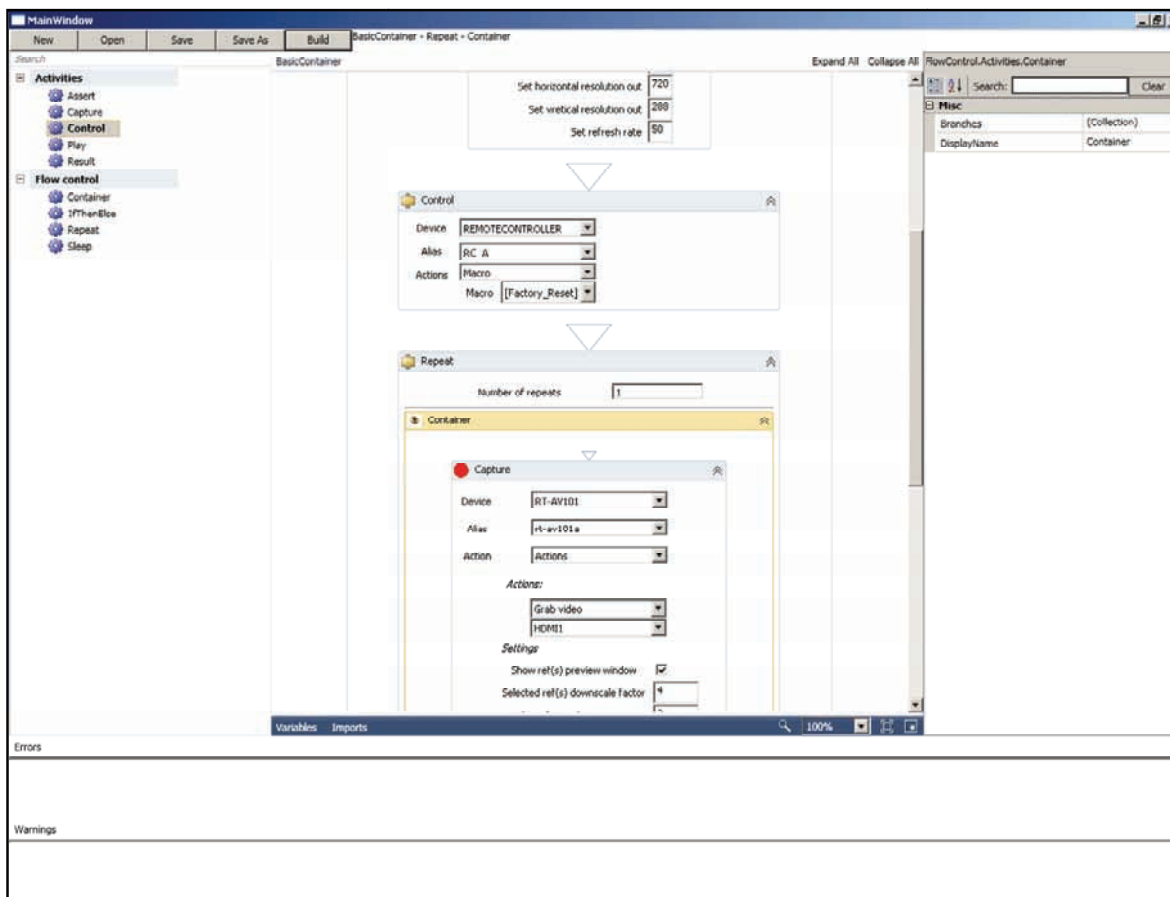 MainWindow
New Open Save Save As Build BasicContainer - Repeat - Container
Search
BasicContainer
Expand All Collapse All
FlowControl.Activities.Container
Activities
Assert
Capture
Control
Play
Result
Flow control
Container
IfThenElse
Repeat
Sleep
Set horizontal resolution out 720
Set wretical resolution out 288
Set refresh rate 50
Control
Device REMOTECONTROLLER
Alias RC A
Actions Macro
Macro [Factory_Reset]
Repeat
Number of repeats 1
Container
Capture
Device RT-AV101
Alias rt-av101a
Action Actions
Actions:
Grab video
HDMI1
Settings
Show ref(s) preview window
Selected ref(s) downscale factor 4
Variables Imports
100%
Search: Clear
Misc
Branches (Collection)
DisplayName Container
Errors
Warnings